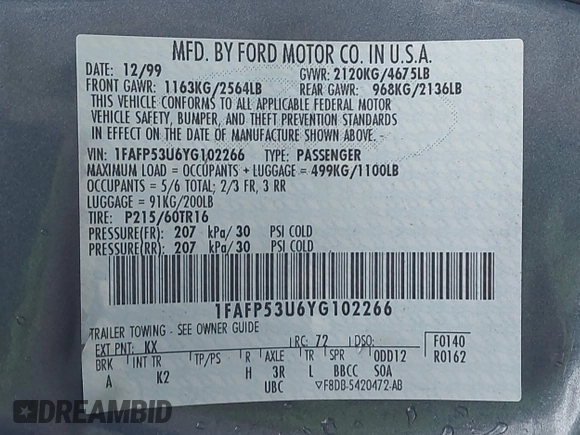 MFD. BY FORD MOTOR CO. IN U.S.A.
DATE: 12/99 GVWR: 2120KG/4675LB
FRONT GAWR: 1163KG/2564LB REAR GAWR: 968KG/2136LB
THIS VEHICLE CONFORMS TO ALL APPLICABLE FEDERAL MOTOR
VEHICLE SAFETY, BUMPER, AND THEFT PREVENTION STANDARDS
IN EFFECT ON THE DATE OF MANUFACTURE SHOWN ABOVE.-
VIN: 1FAFP53U6YG102266 TYPE: PASSENGER
MAXIMUM LOAD = OCCUPANTS + LUGGAGE = 499KG/1100LB
OCCUPANTS = 5/6 TOTAL; 2/3 FR, 3 RR
LUGGAGE = 91KG/200LB
TIRE: P215/60TR16
PRESSURE(FR): 207 kPa/30 PSI COLD
PRESSURE(RR): 207 kPa/30 PSI COLD
1FAFP53U6YG102266
TRAILER TOWING - SEE OWNER GUIDE
EXT PNT: KX RC: 72 DSO: F0140
BRK INT TR TP/PS R AXLE TR SPR ODD12 R0162
A K2 H 3R L BBCC SOA
UBC ▽F8DB-5420472-AB
DREAMBID